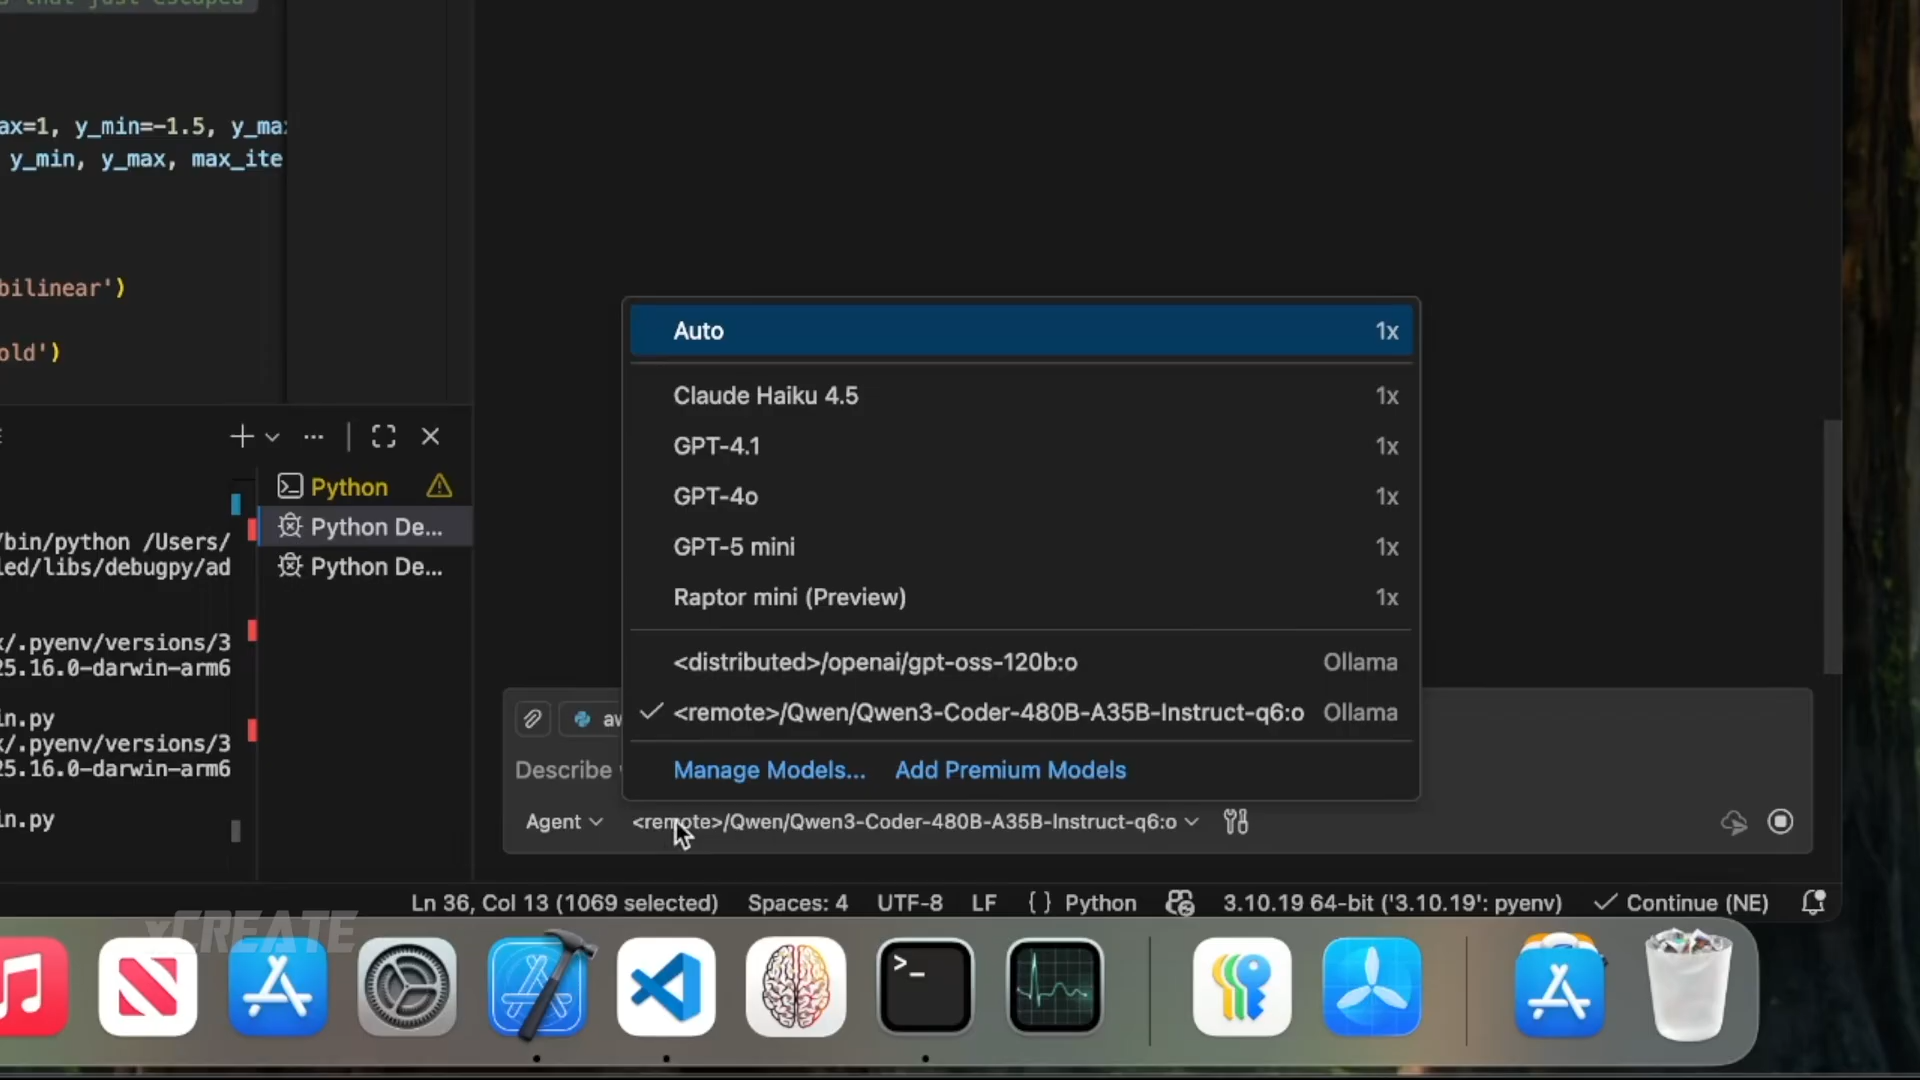 s that just escaped
ax=1, y_min=-1.5, y_ma
y_min, y_max, max_ite
bilinear')
old')
Python
/bin/python /Users/
Python De...
led/libs/debugpy/ad
Python De...
x/.pyenv/versions/3
25.16.0-darwin-arm6
in.py
x/.pyenv/versions/3
25.16.0-darwin-arm6
in.py
Auto 1x
Claude Haiku 4.5 1x
GPT-4.1 1x
GPT-4o 1x
GPT-5 mini 1x
Raptor mini (Preview) 1x
<distributed>/openai/gpt-oss-120b:o Ollama
<remote>/Qwen/Qwen3-Coder-480B-A35B-Instruct-q6:o Ollama
Manage Models... Add Premium Models
Describe
Agent <remote>/Qwen/Qwen3-Coder-480B-A35B-Instruct-q6:o
Ln 36, Col 13 (1069 selected) Spaces: 4 UTF-8 LF { } Python 3.10.19 64-bit ('3.10.19': pyenv) Continue (NE)
xCREATE